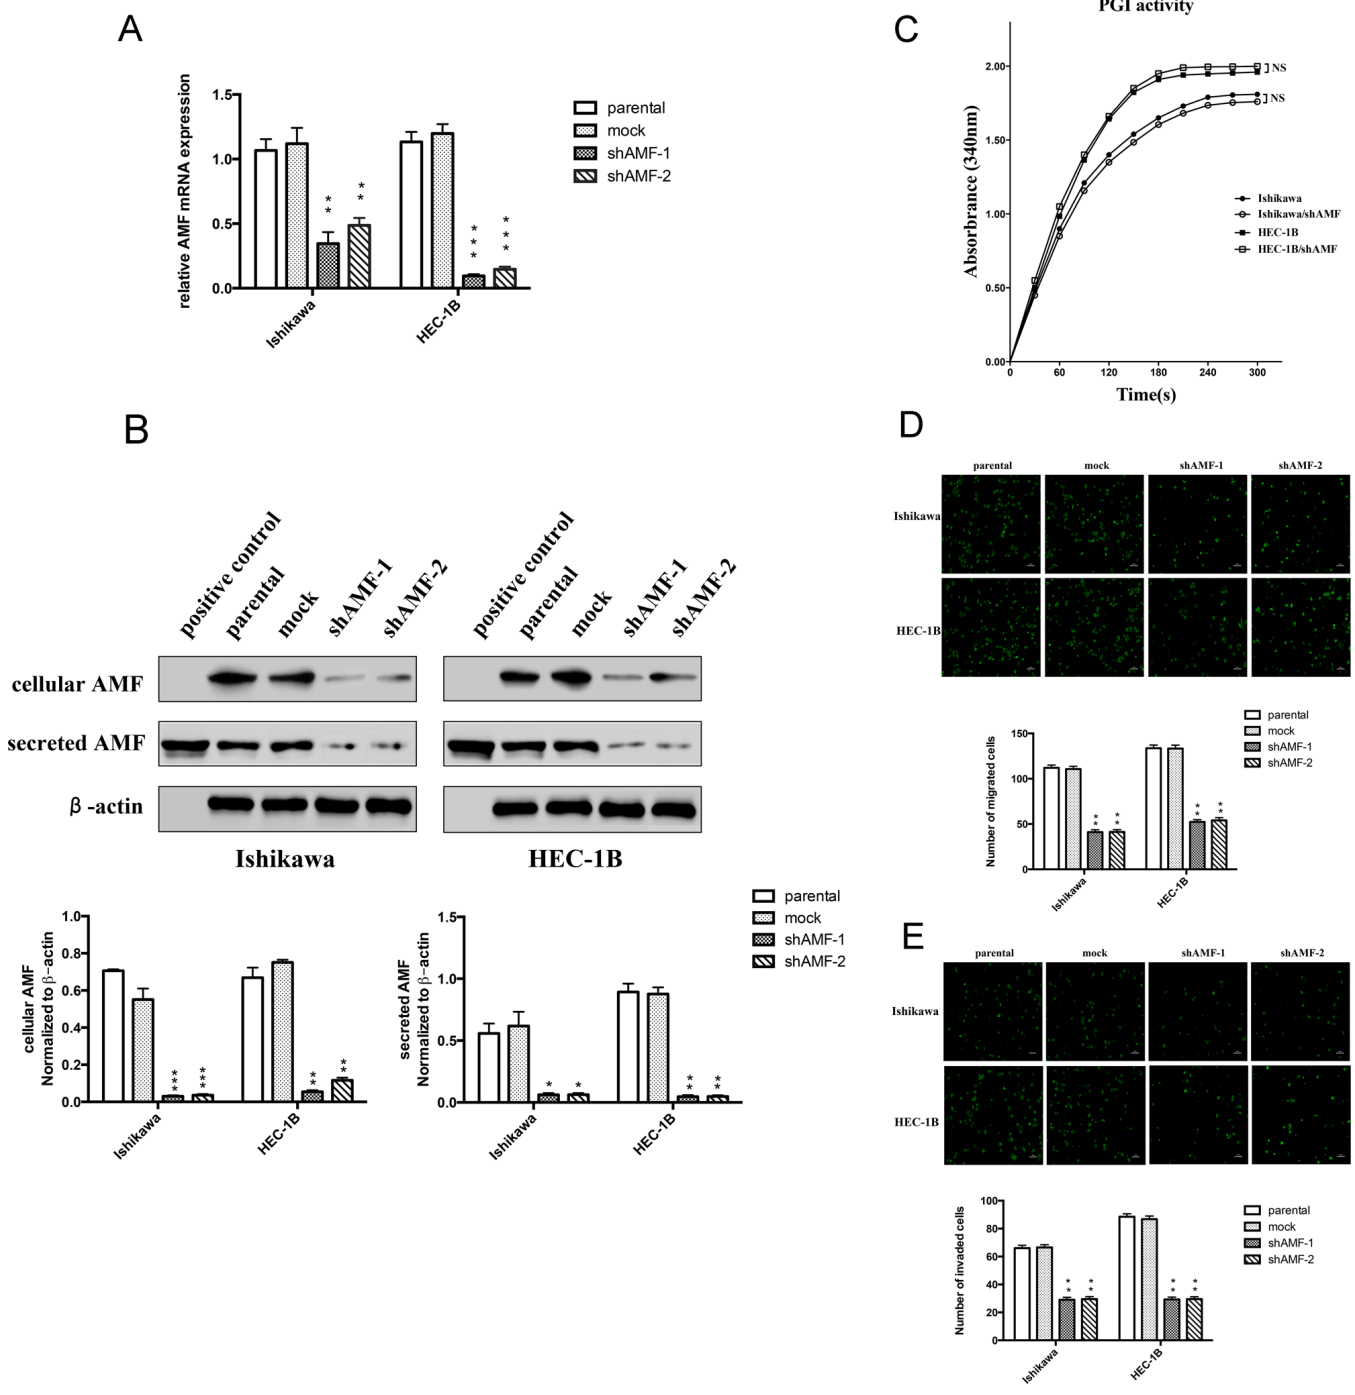 A
relative AMF mRNA expression
1.5
1.0
0.5
0.0
** ** *** ***
Ishikawa
HEC-1B
parental
mock
shAMF-1
shAMF-2
B
positive control
parental
mock
shAMF-1
shAMF-2
positive control
parental
mock
shAMF-1
shAMF-2
cellular AMF
secreted AMF
β-actin
Ishikawa
HEC-1B
cellular AMF
Normalized to β-actin
1.0
0.8
0.6
0.4
0.2
0.0
*** *** ** **
Ishikawa
HEC-1B
secreted AMF
Normalized to β-actin
1.5
1.0
0.5
0.0
* * ** **
Ishikawa
HEC-1B
parental
mock
shAMF-1
shAMF-2
C
PGI activity
Absorbrance (340nm)
2.00
1.50
1.00
0.50
0.00
0 60 120 180 240 300
Time(s)
NS
NS
Ishikawa
Ishikawa/shAMF
HEC-1B
HEC-1B/shAMF
D
parental mock shAMF-1 shAMF-2
Ishikawa
HEC-1B
Number of migrated cells
150
100
50
0
** ** ** **
Ishikawa
HEC-1B
parental
mock
shAMF-1
shAMF-2
E
parental mock shAMF-1 shAMF-2
Ishikawa
HEC-1B
Number of invaded cells
100
80
60
40
20
0
** ** ** **
Ishikawa
HEC-1B
parental
mock
shAMF-1
shAMF-2